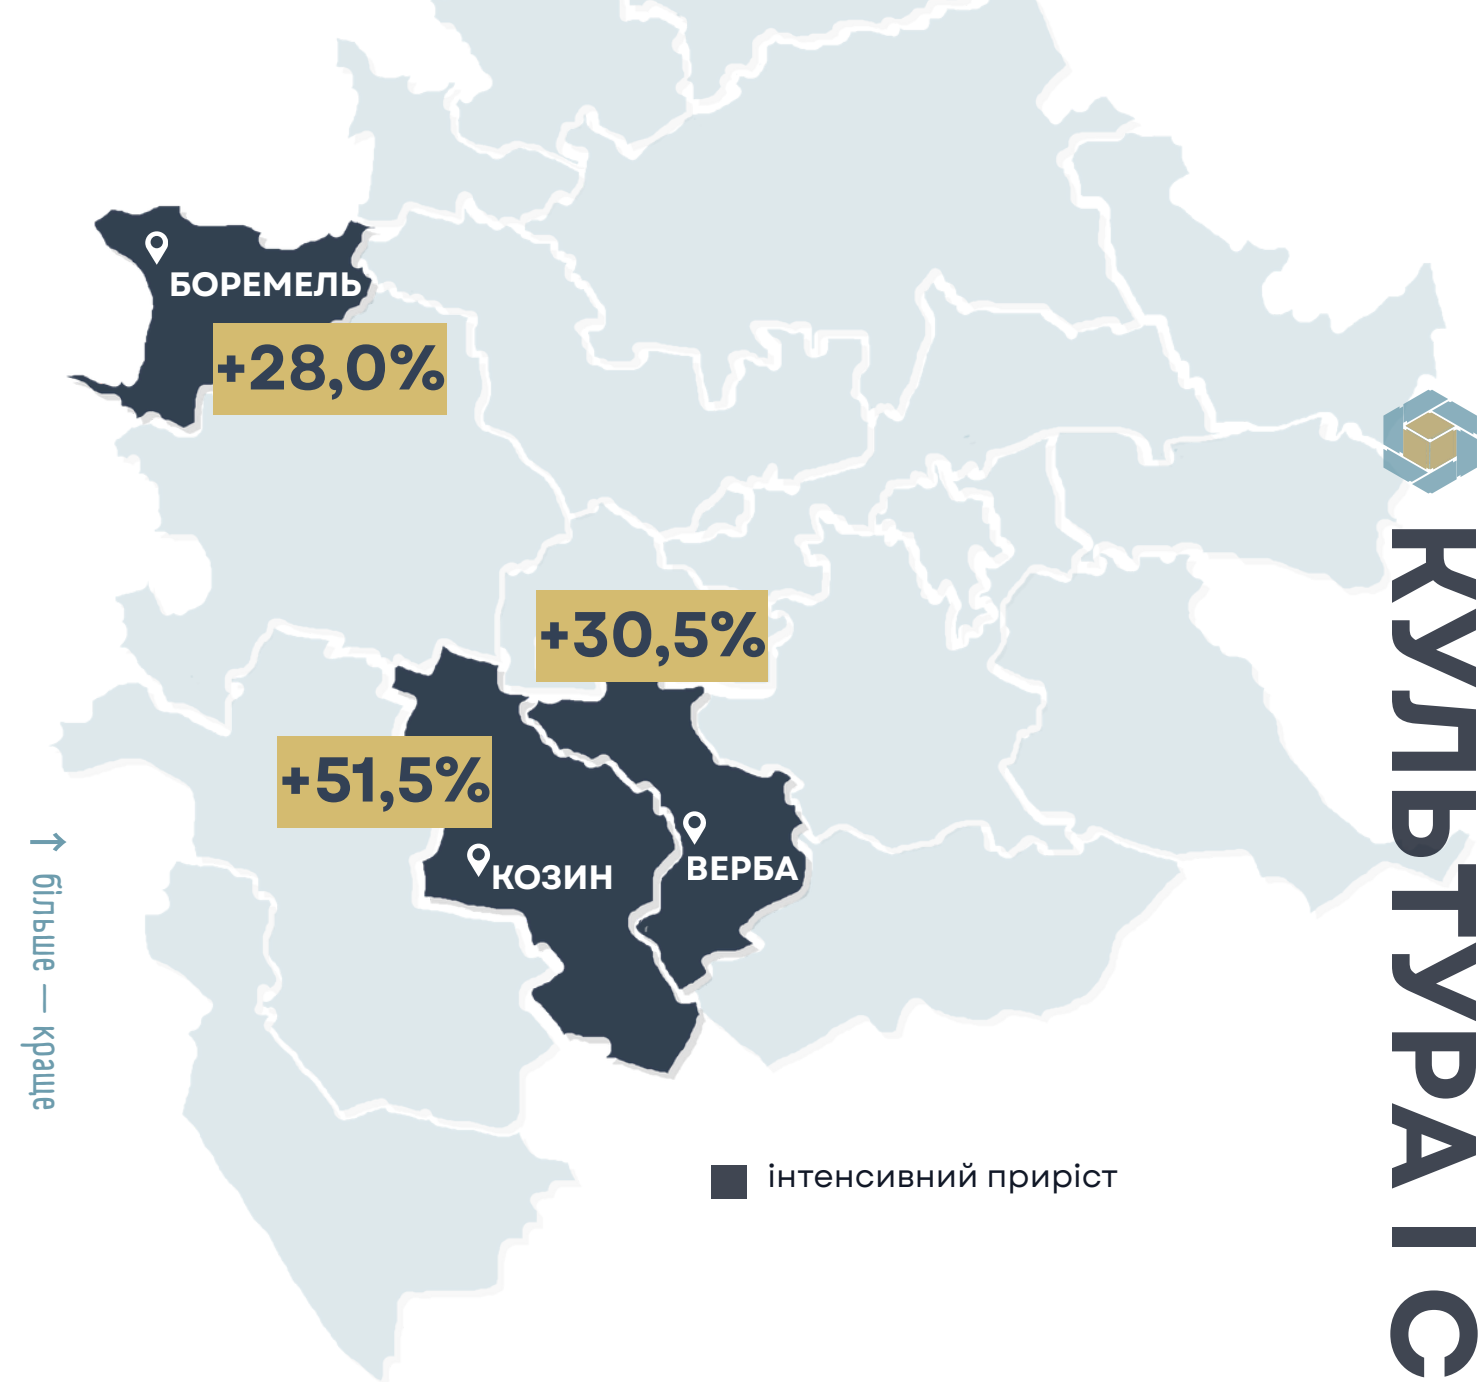 БОРЕМЕЛЬ
+28,0%
+30,5%
+51,5%
КОЗИН
ВЕРБА
↑ більше — краще
інтенсивний приріст
КУЛЬТУРА І С